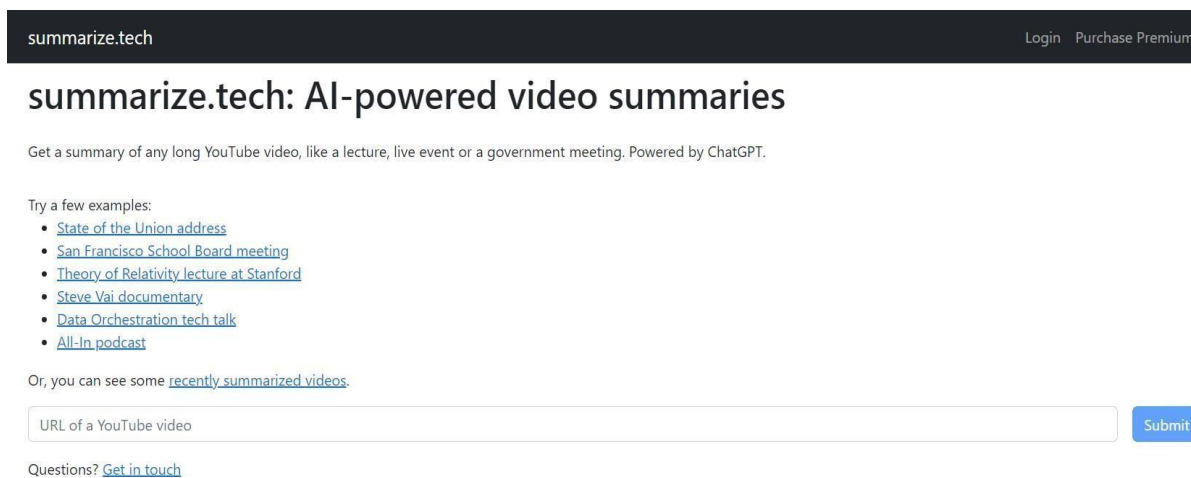 summarize.tech
Login Purchase Premium
summarize.tech: AI-powered video summaries
Get a summary of any long YouTube video, like a lecture, live event or a government meeting. Powered by ChatGPT.
Try a few examples:
State of the Union address
San Francisco School Board meeting
Theory of Relativity lecture at Stanford
Steve Vai documentary
Data Orchestration tech talk
All-In podcast
Or, you can see some recently summarized videos.
URL of a YouTube video
Submit
Questions? Get in touch